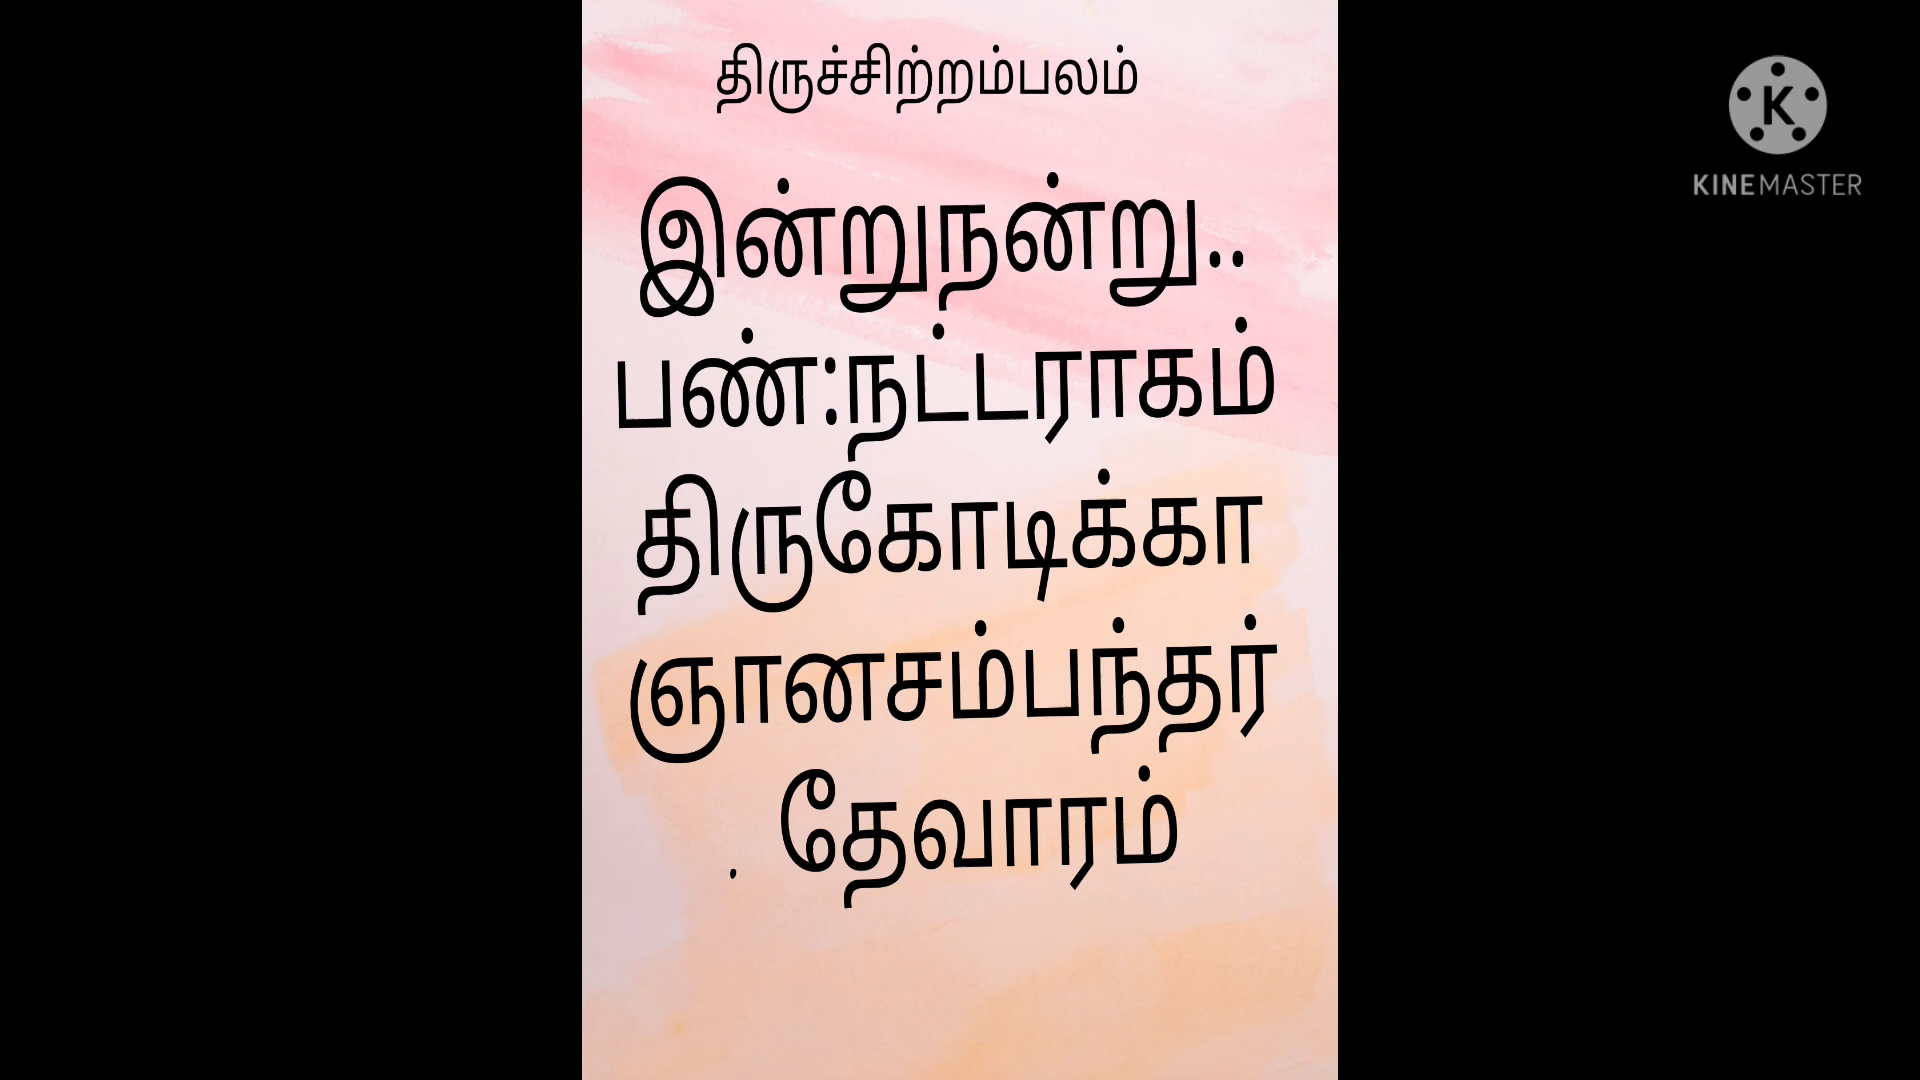 திருச்சிற்றம்பலம்
இன்றுநன்று..
பண்:நட்டராகம்
திருகோடிக்கா
ஞானசம்பந்தர்
. தேவாரம்
K
KINEMASTER